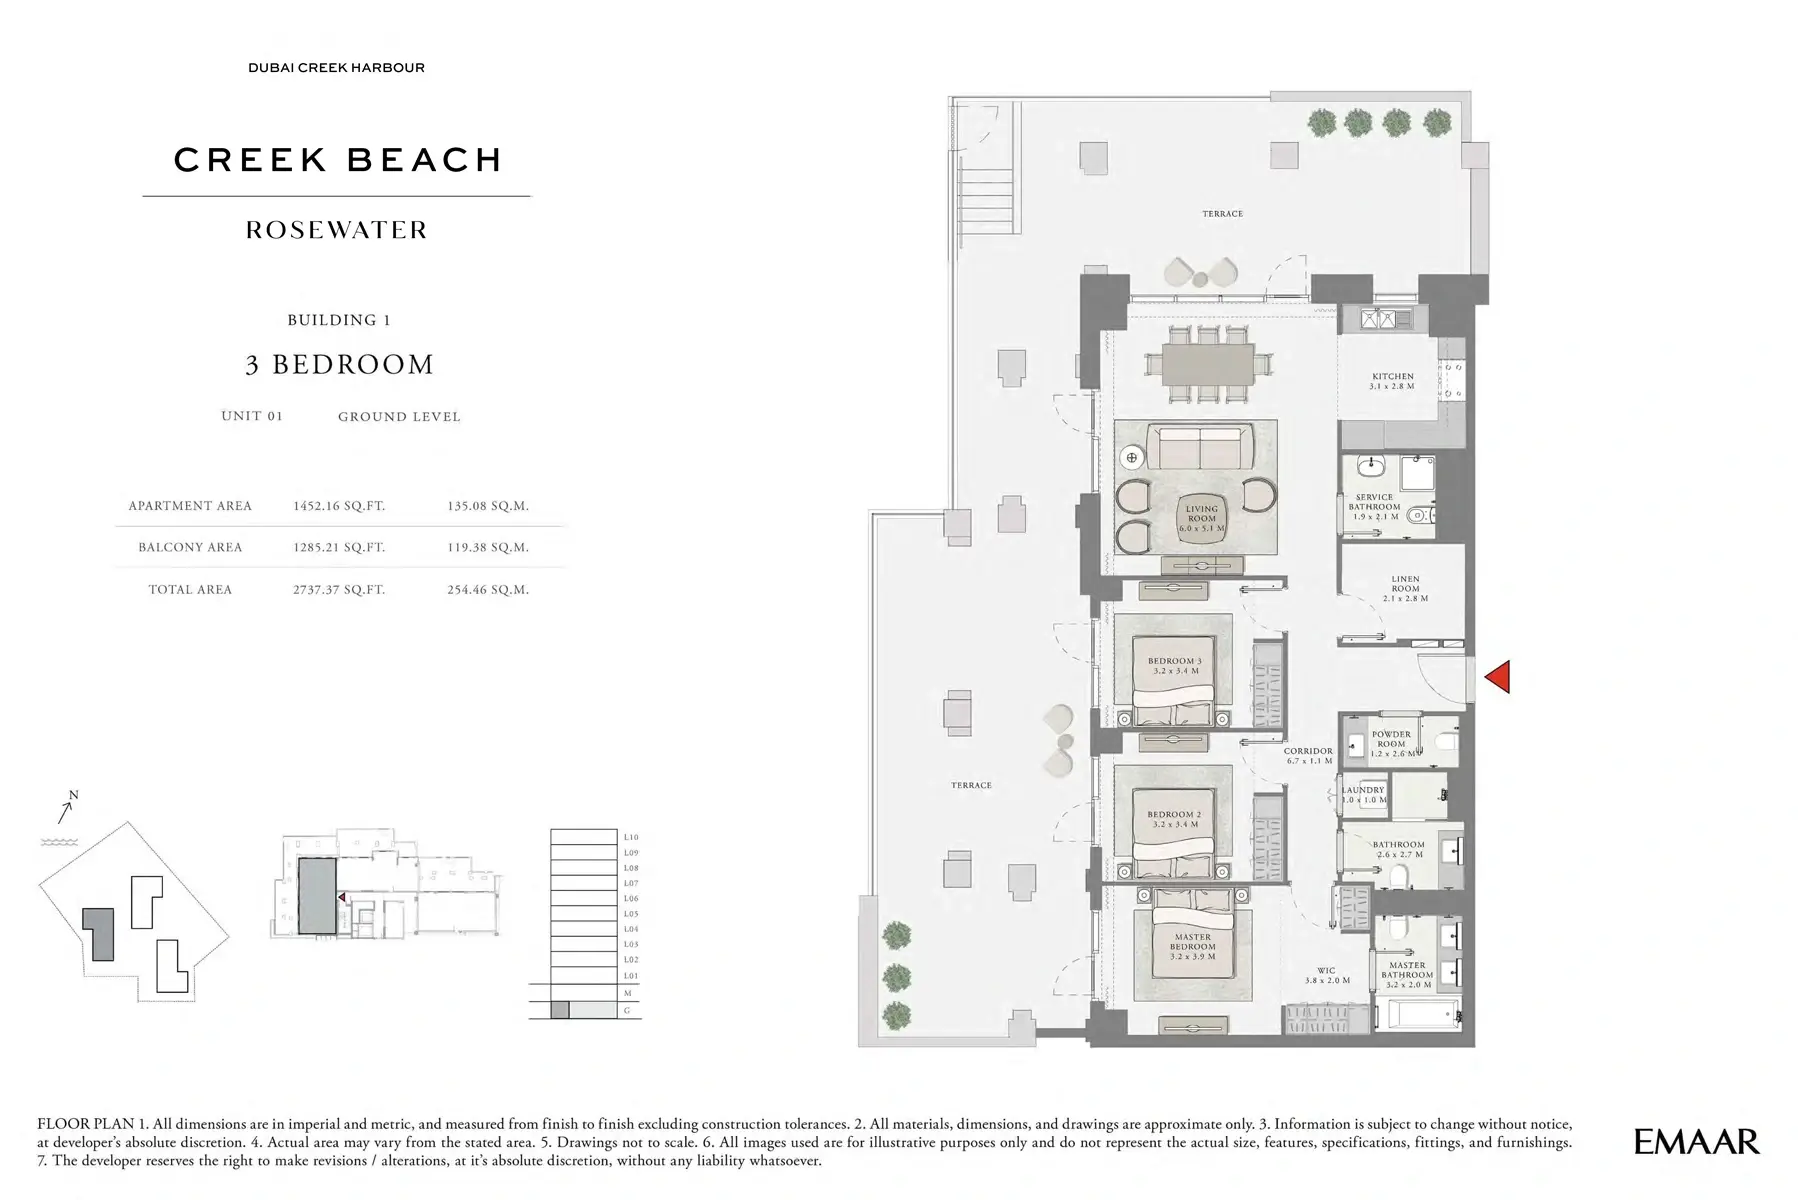 DUBAI CREEK HARBOUR
CREEK BEACH
ROSEWATER
BUILDING 1
3 BEDROOM
UNIT 01 GROUND LEVEL
APARTMENT AREA 1452.16 SQ.FT. 135.08 SQ.M.
BALCONY AREA 1285.21 SQ.FT. 119.38 SQ.M.
TOTAL AREA 2737.37 SQ.FT. 254.46 SQ.M.
N
L10
L09
L08
L07
L06
L05
L04
L03
L02
L01
M
G
TERRACE
KITCHEN
3.1 x 2.8 M
SERVICE
BATHROOM
1.9 x 2.1 M
LIVING
ROOM
6.0 x 5.1 M
LINEN
ROOM
2.1 x 2.8 M
BEDROOM 3
3.2 x 3.4 M
POWDER
ROOM
1.2 x 2.6 M
CORRIDOR
6.7 x 1.1 M
TERRACE
LAUNDRY
1.0 x 1.0 M
BEDROOM 2
3.2 x 3.4 M
BATHROOM
2.6 x 2.7 M
MASTER
BEDROOM
3.2 x 3.9 M
WIC
3.8 x 2.0 M
MASTER
BATHROOM
3.2 x 2.0 M
FLOOR PLAN 1. All dimensions are in imperial and metric, and measured from finish to finish excluding construction tolerances. 2. All materials, dimensions, and drawings are approximate only. 3. Information is subject to change without notice,
at developer's absolute discretion. 4. Actual area may vary from the stated area. 5. Drawings not to scale. 6. All images used are for illustrative purposes only and do not represent the actual size, features, specifications, fittings, and furnishings.
7. The developer reserves the right to make revisions / alterations, at it's absolute discretion, without any liability whatsoever.
EMAAR